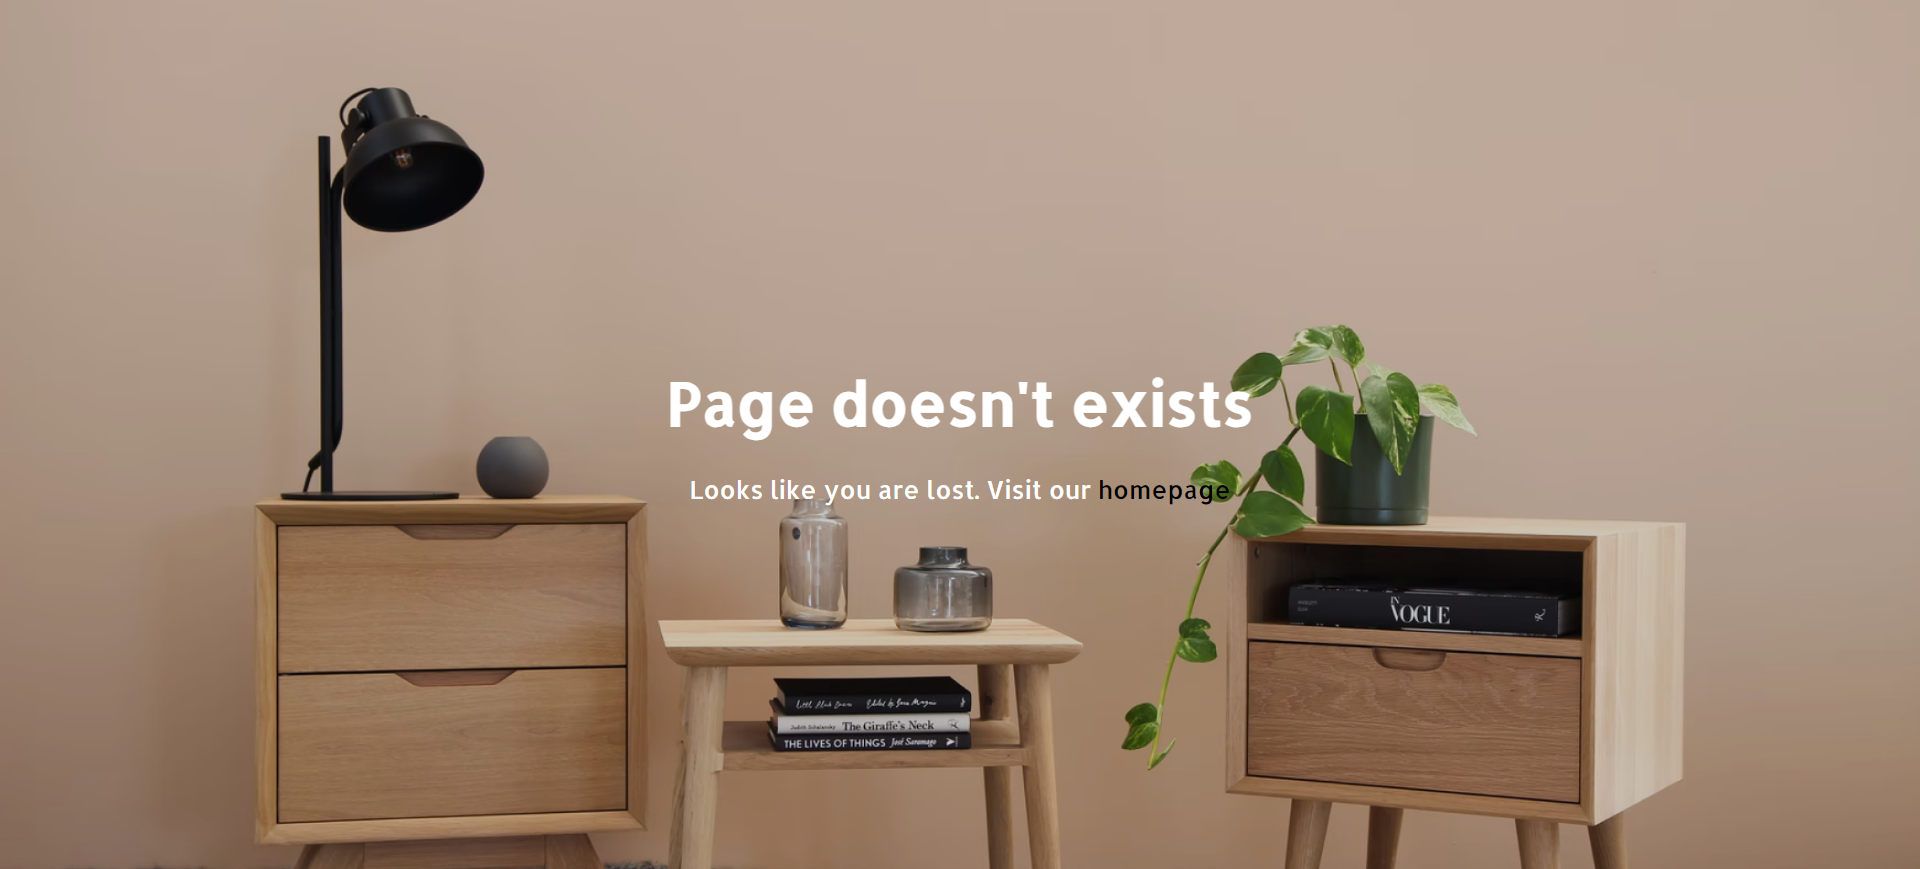 Page doesn't exists
Looks like you are lost. Visit our homepage
IN
VOGUE
Judith Schalansky The Giraffe's Neck
THE LIVES OF THINGS José Saramago